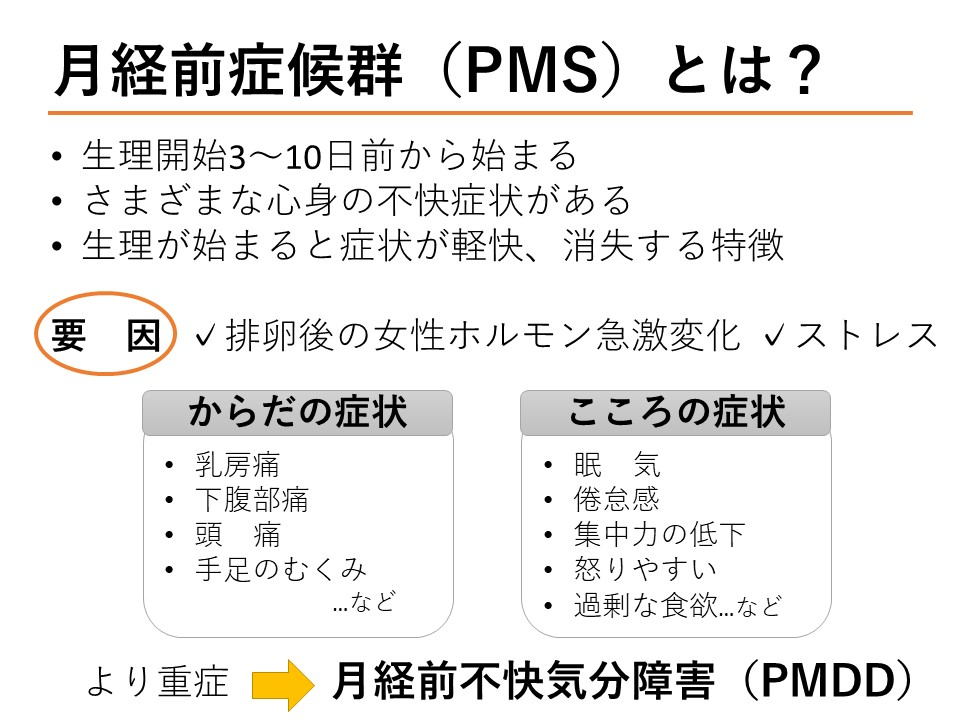 月経前症候群（PMS）とは？
• 生理開始3～10日前から始まる
• さまざまな心身の不快症状がある
• 生理が始まると症状が軽快、消失する特徴
要　因 ✓排卵後の女性ホルモン急激変化 ✓ストレス
からだの症状
• 乳房痛
• 下腹部痛
• 頭　痛
• 手足のむくみ
…など
こころの症状
• 眠　気
• 倦怠感
• 集中力の低下
• 怒りやすい
• 過剰な食欲…など
より重症 月経前不快気分障害（PMDD）